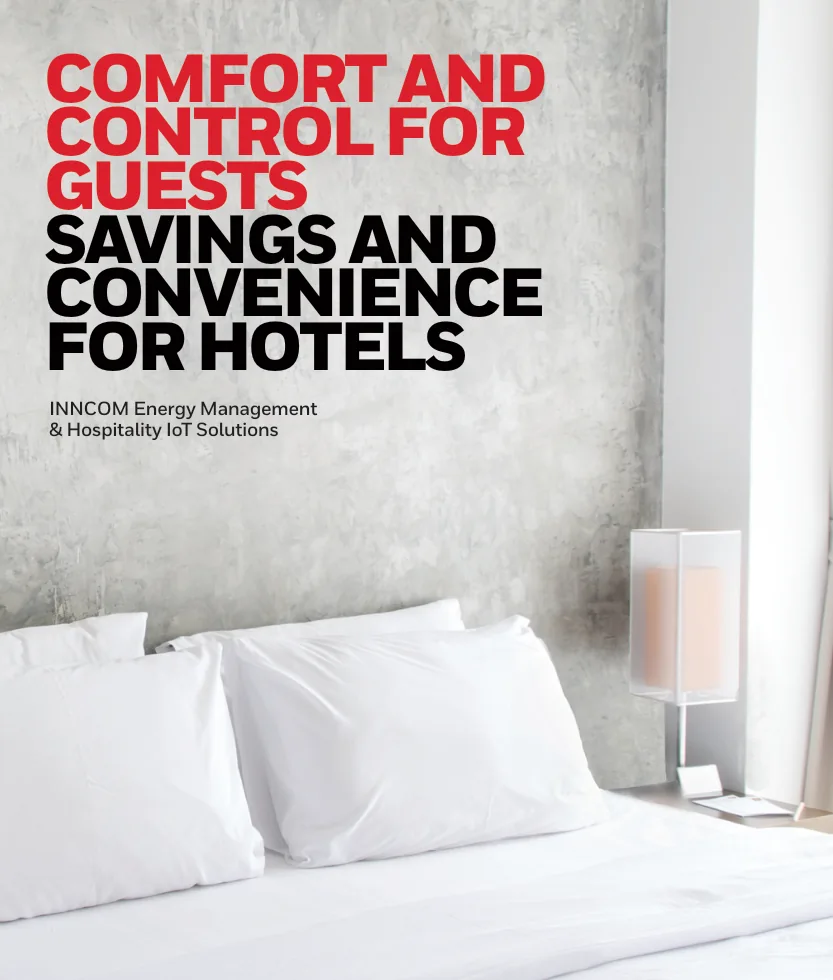 COMFORT AND
CONTROL FOR
GUESTS
SAVINGS AND
CONVENIENCE
FOR HOTELS
INNCOM Energy Management
& Hospitality IoT Solutions